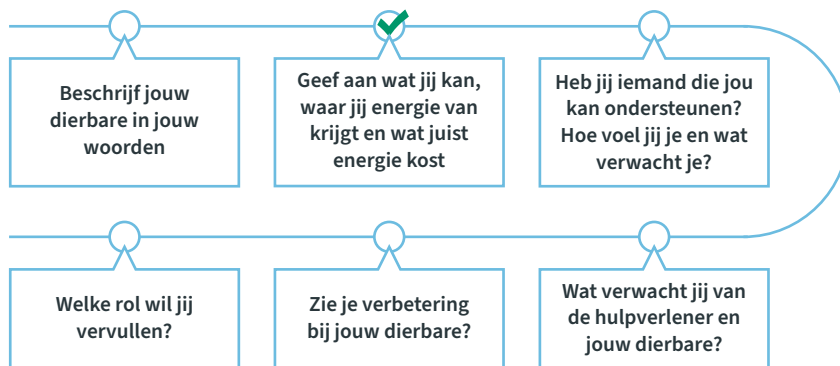 Beschrijf jouw
dierbare in jouw
woorden
Geef aan wat jij kan,
waar jij energie van
krijgt en wat juist
energie kost
Heb jij iemand die jou
kan ondersteunen?
Hoe voel jij je en wat
verwacht je?
Welke rol wil jij
vervullen?
Zie je verbetering
bij jouw dierbare?
Wat verwacht jij van
de hulpverlener en
jouw dierbare?